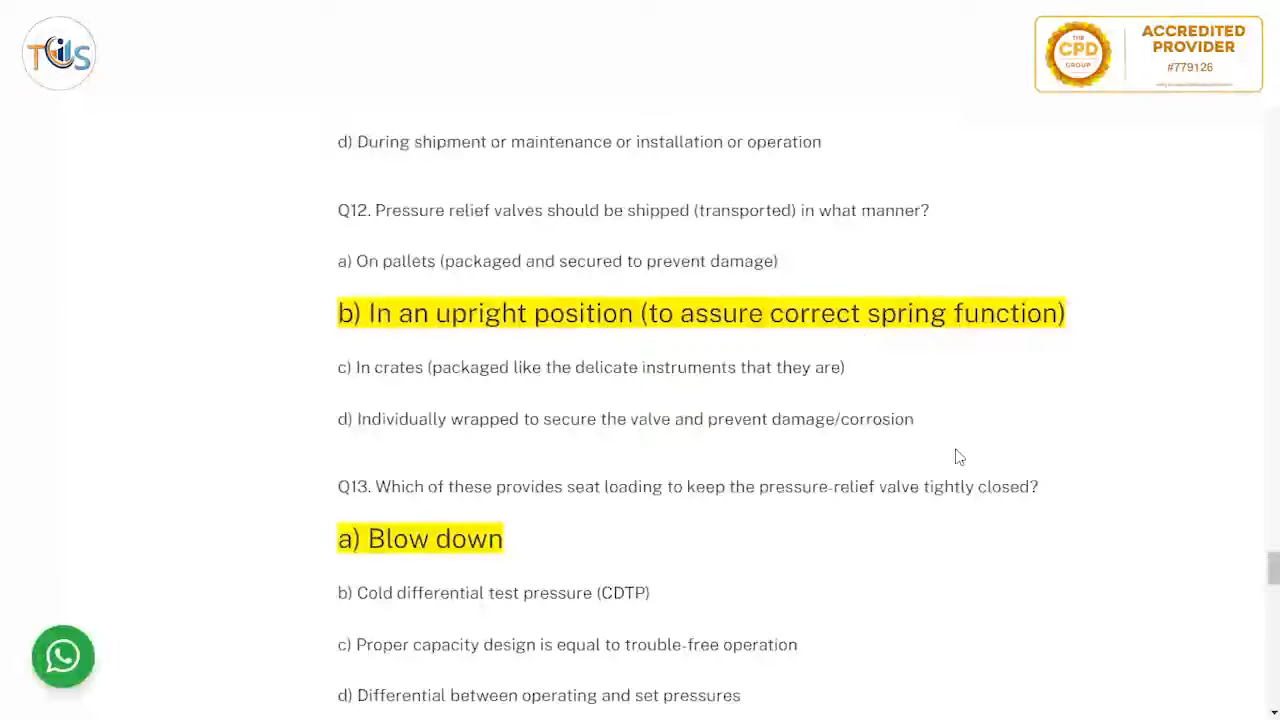 TGILS
THE
CPD
GROUP
ACCREDITED
PROVIDER
#779126
d) During shipment or maintenance or installation or operation
Q12. Pressure relief valves should be shipped (transported) in what manner?
a) On pallets (packaged and secured to prevent damage)
b) In an upright position (to assure correct spring function)
c) In crates (packaged like the delicate instruments that they are)
d) Individually wrapped to secure the valve and prevent damage/corrosion
Q13. Which of these provides seat loading to keep the pressure-relief valve tightly closed?
a) Blow down
b) Cold differential test pressure (CDTP)
c) Proper capacity design is equal to trouble-free operation
d) Differential between operating and set pressures